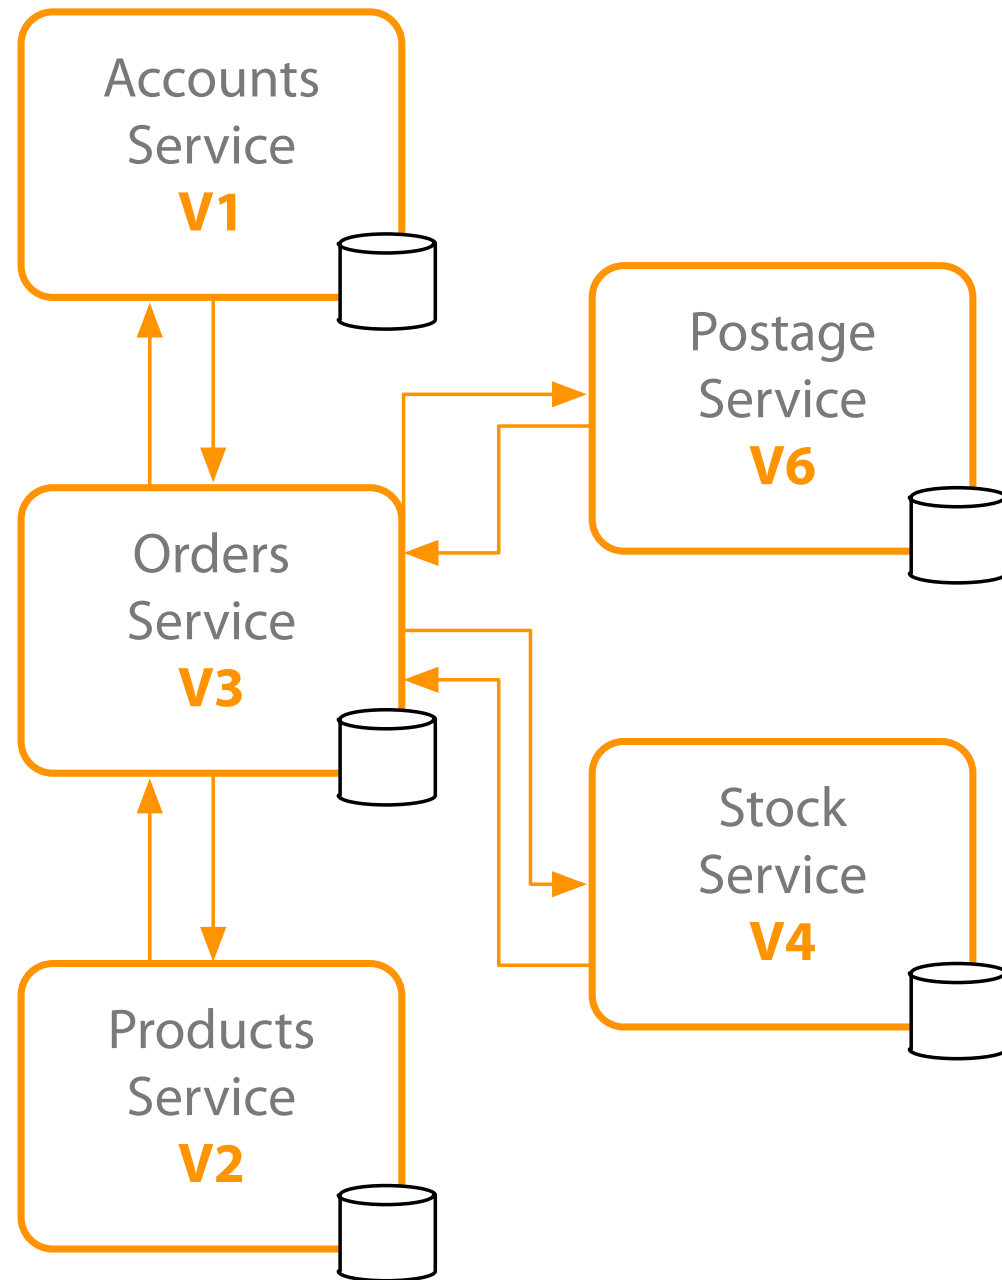 Accounts
Service
V1
Postage
Service
V6
Orders
Service
V3
Stock
Service
V4
Products
Service
V2